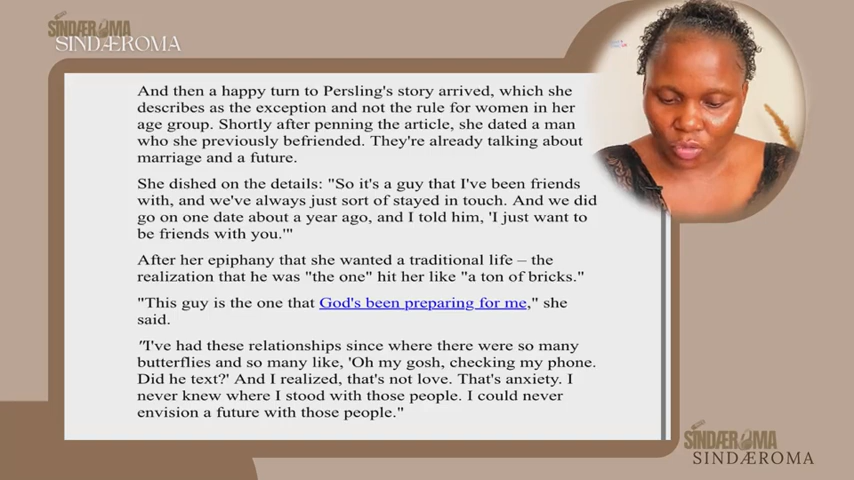 SINDÆROMA
SINDÆROMA
And then a happy turn to Persling's story arrived, which she
describes as the exception and not the rule for women in her
age group. Shortly after penning the article, she dated a man
who she previously befriended. They're already talking about
marriage and a future.
She dished on the details: "So it's a guy that I've been friends
with, and we've always just sort of stayed in touch. And we did
go on one date about a year ago, and I told him, 'I just want to
be friends with you.'"
After her epiphany that she wanted a traditional life – the
realization that he was "the one" hit her like "a ton of bricks."
"This guy is the one that God's been preparing for me," she
said.
"I've had these relationships since where there were so many
butterflies and so many like, 'Oh my gosh, checking my phone.
Did he text?' And I realized, that's not love. That's anxiety. I
never knew where I stood with those people. I could never
envision a future with those people."
SINDÆROMA
SINDÆROMA